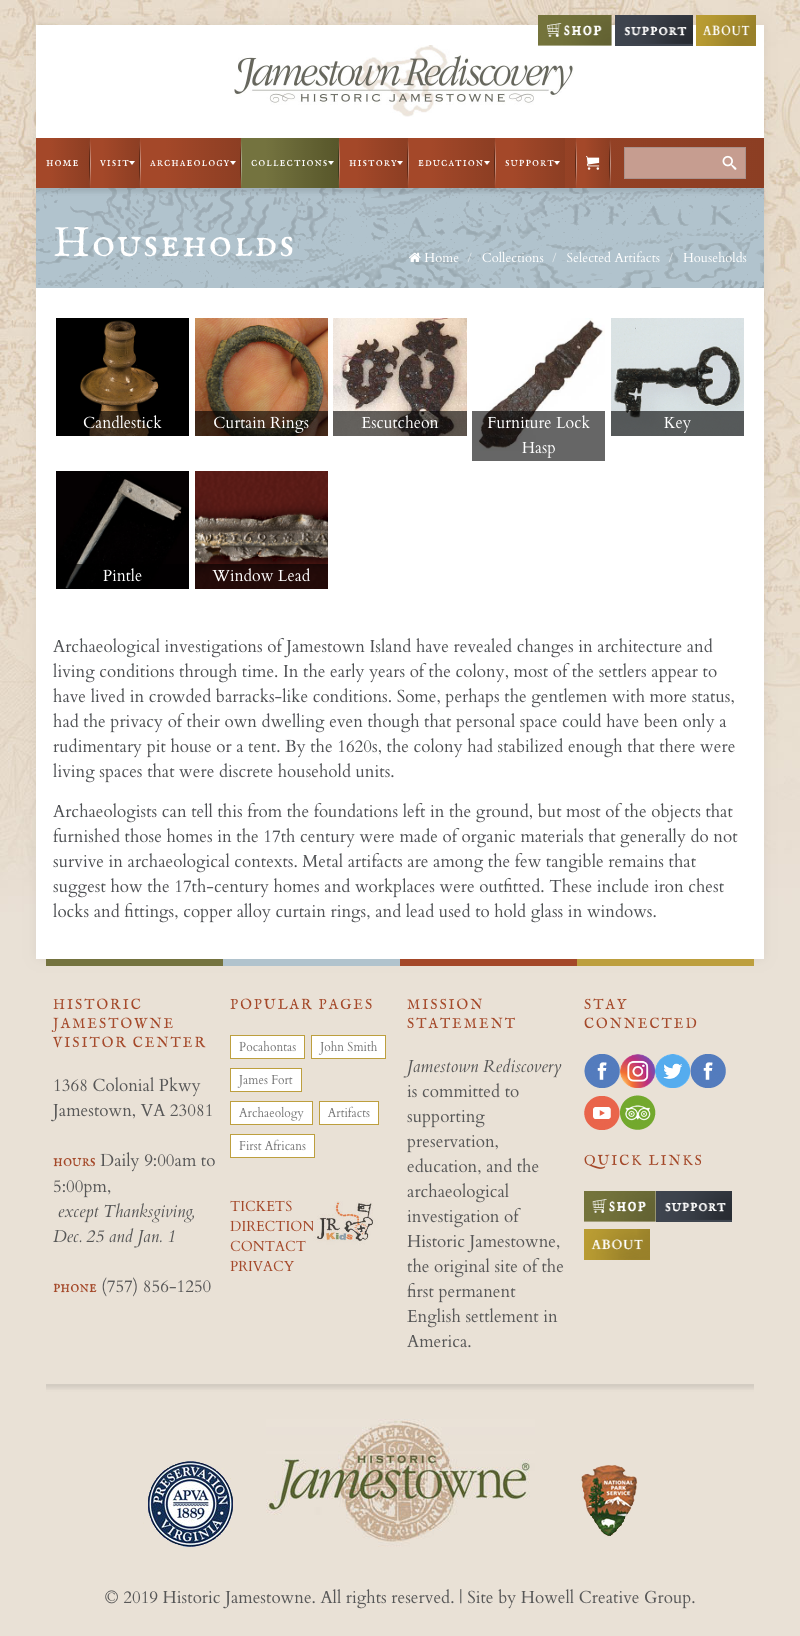 SHOP SUPPORT ABOUT
Jamestown Rediscovery
HISTORIC JAMESTOWNE
HOME VISIT ARCHAEOLOGY COLLECTIONS HISTORY EDUCATION SUPPORT
Households
Home / Collections / Selected Artifacts / Households
Candlestick
Curtain Rings
Escutcheon
Furniture Lock
Hasp
Key
Pintle
Window Lead
Archaeological investigations of Jamestown Island have revealed changes in architecture and
living conditions through time. In the early years of the colony, most of the settlers appear to
have lived in crowded barracks-like conditions. Some, perhaps the gentlemen with more status,
had the privacy of their own dwelling even though that personal space could have been only a
rudimentary pit house or a tent. By the 1620s, the colony had stabilized enough that there were
living spaces that were discrete household units.
Archaeologists can tell this from the foundations left in the ground, but most of the objects that
furnished those homes in the 17th century were made of organic materials that generally do not
survive in archaeological contexts. Metal artifacts are among the few tangible remains that
suggest how the 17th-century homes and workplaces were outfitted. These include iron chest
locks and fittings, copper alloy curtain rings, and lead used to hold glass in windows.
HISTORIC
JAMESTOWNE
VISITOR CENTER
1368 Colonial Pkwy
Jamestown, VA 23081
HOURS Daily 9:00am to
5:00pm,
except Thanksgiving,
Dec. 25 and Jan. 1
PHONE (757) 856-1250
POPULAR PAGES
Pocahontas John Smith
James Fort
Archaeology Artifacts
First Africans
TICKETS
DIRECTION
CONTACT
PRIVACY
JR
Kids
MISSION
STATEMENT
Jamestown Rediscovery
is committed to
supporting
preservation,
education, and the
archaeological
investigation of
Historic Jamestowne,
the original site of the
first permanent
English settlement in
America.
STAY
CONNECTED
QUICK LINKS
SHOP SUPPORT
ABOUT
PRESERVATION
APVA
1889
VIRGINIA
1607
HISTORIC
Jamestowne®
NATIONAL
PARK
SERVICE
© 2019 Historic Jamestowne. All rights reserved. | Site by Howell Creative Group.